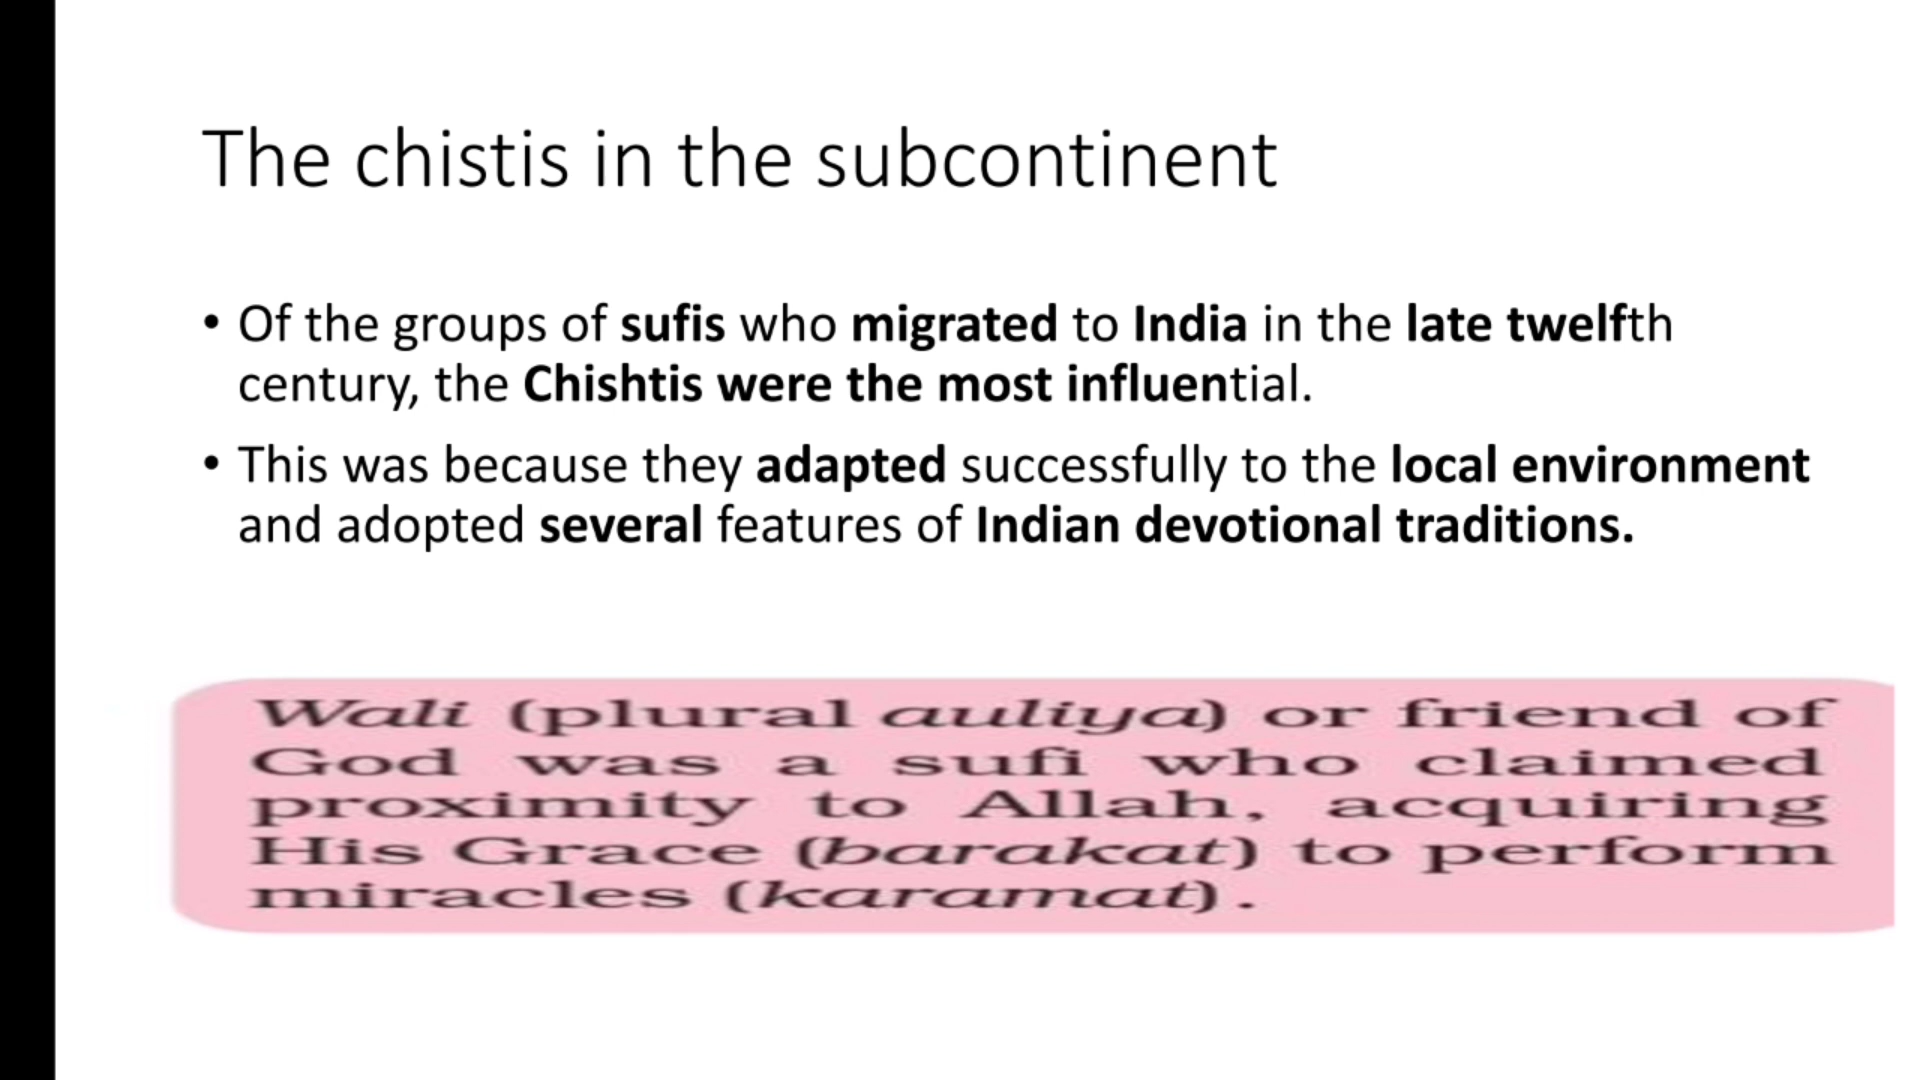 The chistis in the subcontinent
• Of the groups of sufis who migrated to India in the late twelfth
century, the Chishtis were the most influential.
• This was because they adapted successfully to the local environment
and adopted several features of Indian devotional traditions.
Wali (plural auliya) or friend of
God was a sufi who claimed
proximity to Allah, acquiring
His Grace (barakat) to perform
miracles (karamat).